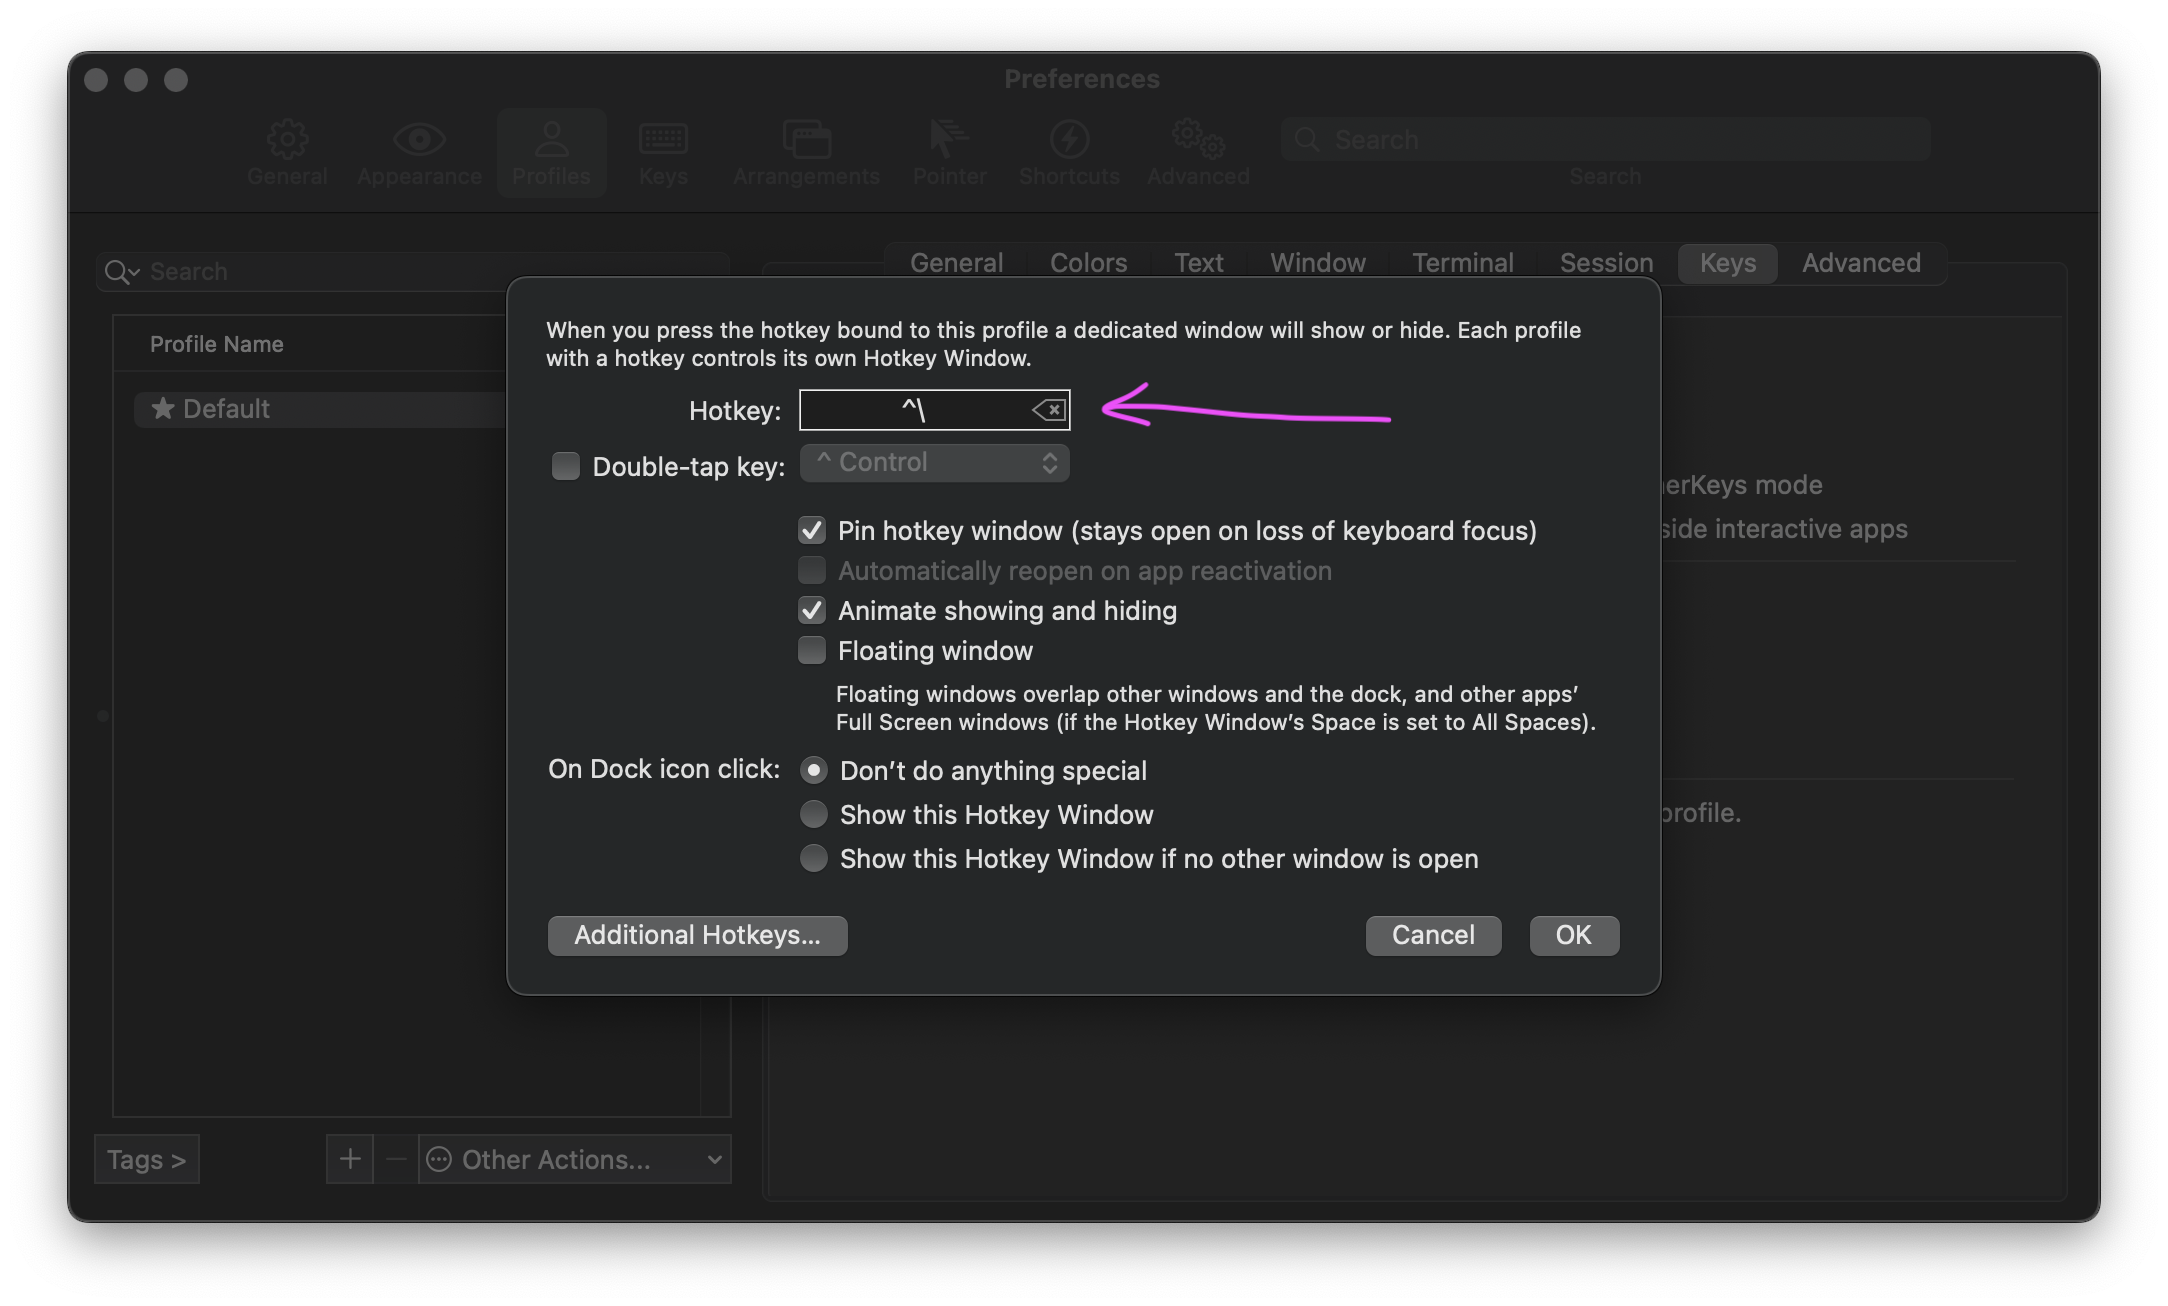 Preferences
General Appearance Profiles Keys Arrangements Pointer Shortcuts Advanced Search
Search
Search
General Colors Text Window Terminal Session Keys Advanced
Profile Name
★ Default
When you press the hotkey bound to this profile a dedicated window will show or hide. Each profile
with a hotkey controls its own Hotkey Window.
Hotkey: ^\
Double-tap key: ^ Control
Pin hotkey window (stays open on loss of keyboard focus)
Automatically reopen on app reactivation
Animate showing and hiding
Floating window
Floating windows overlap other windows and the dock, and other apps’
Full Screen windows (if the Hotkey Window’s Space is set to All Spaces).
On Dock icon click: Don’t do anything special
Show this Hotkey Window
Show this Hotkey Window if no other window is open
Additional Hotkeys... Cancel OK
erKeys mode
side interactive apps
profile.
Tags > + − Other Actions...